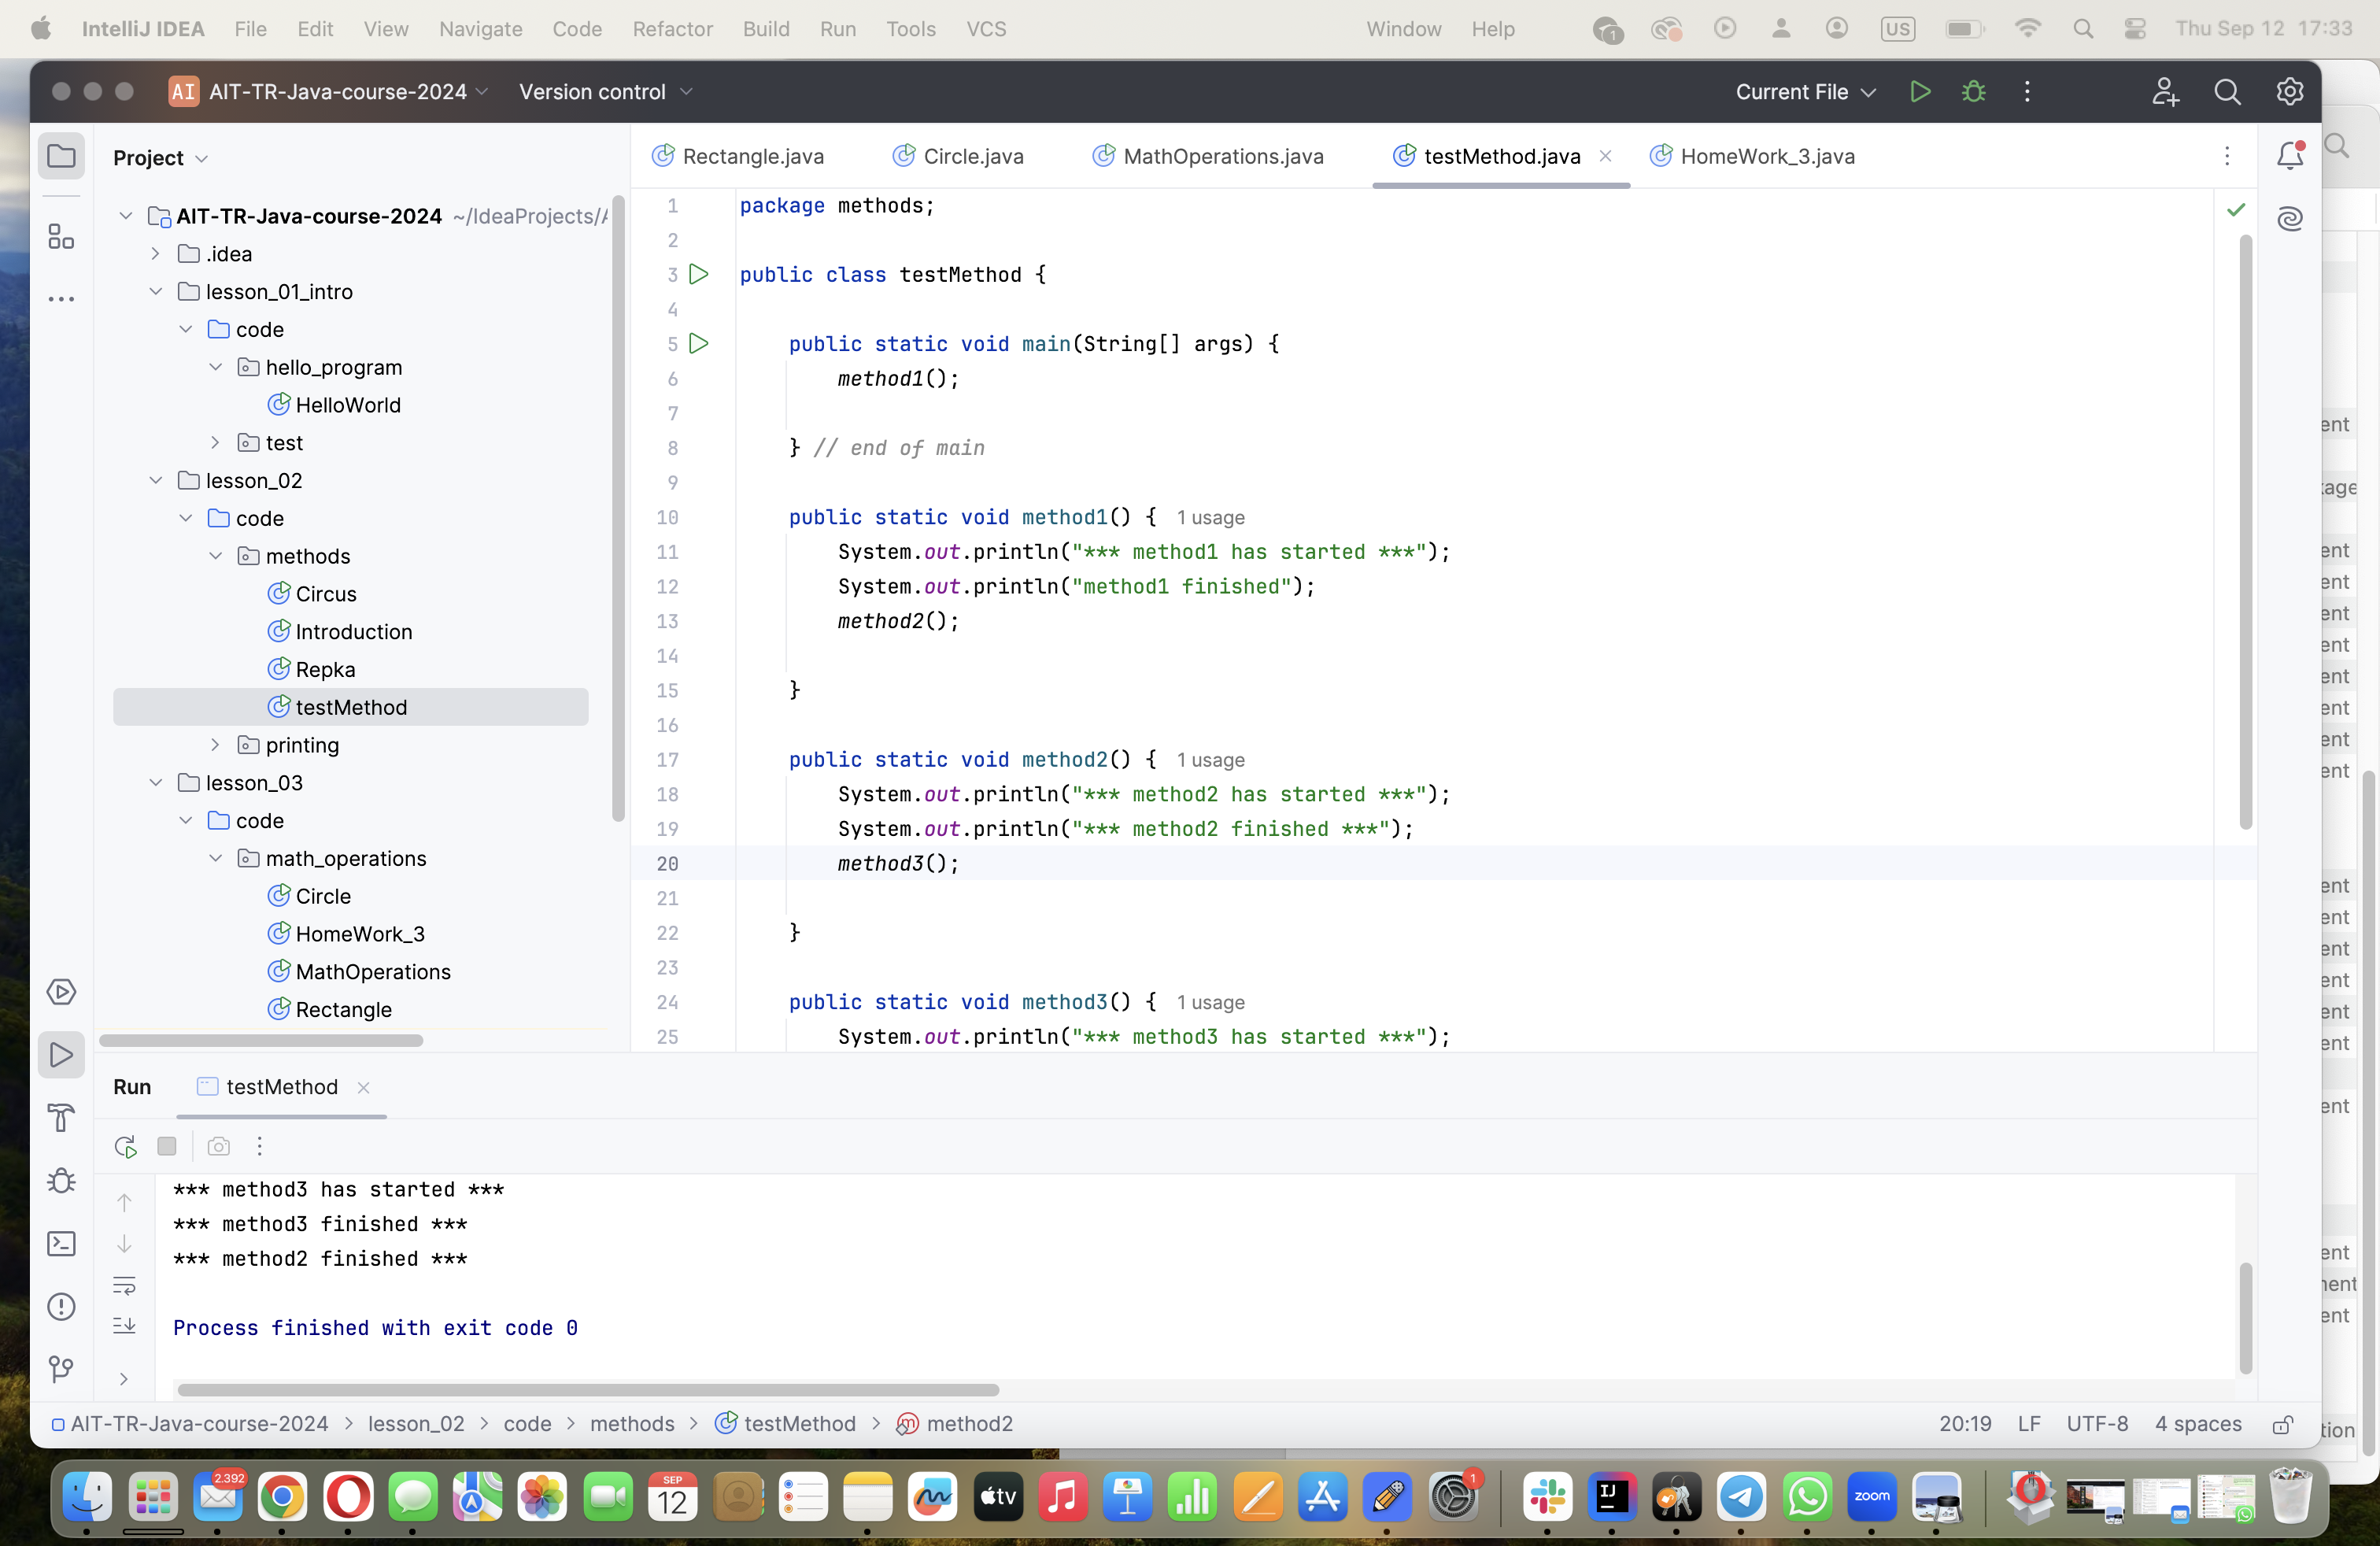 IntelliJ IDEA File Edit View Navigate Code Refactor Build Run Tools VCS Window Help 1 US Thu Sep 12 17:33
AI AIT-TR-Java-course-2024 Version control Current File
Project
Rectangle.java Circle.java MathOperations.java testMethod.java HomeWork_3.java
AIT-TR-Java-course-2024 ~/IdeaProjects/
.idea
lesson_01_intro
code
hello_program
HelloWorld
test
lesson_02
code
methods
Circus
Introduction
Repka
testMethod
printing
lesson_03
code
math_operations
Circle
HomeWork_3
MathOperations
Rectangle
1 package methods;
2
3 public class testMethod {
4
5 public static void main(String[] args) {
6 method1();
7
8 } // end of main
9
10 public static void method1() { 1 usage
11 System.out.println("*** method1 has started ***");
12 System.out.println("method1 finished");
13 method2();
14
15 }
16
17 public static void method2() { 1 usage
18 System.out.println("*** method2 has started ***");
19 System.out.println("*** method2 finished ***");
20 method3();
21
22 }
23
24 public static void method3() { 1 usage
25 System.out.println("*** method3 has started ***");
Run testMethod
*** method3 has started ***
*** method3 finished ***
*** method2 finished ***
Process finished with exit code 0
AIT-TR-Java-course-2024 > lesson_02 > code > methods > testMethod > method2 20:19 LF UTF-8 4 spaces
2.392 SEP 12 tv 1 IJ zoom